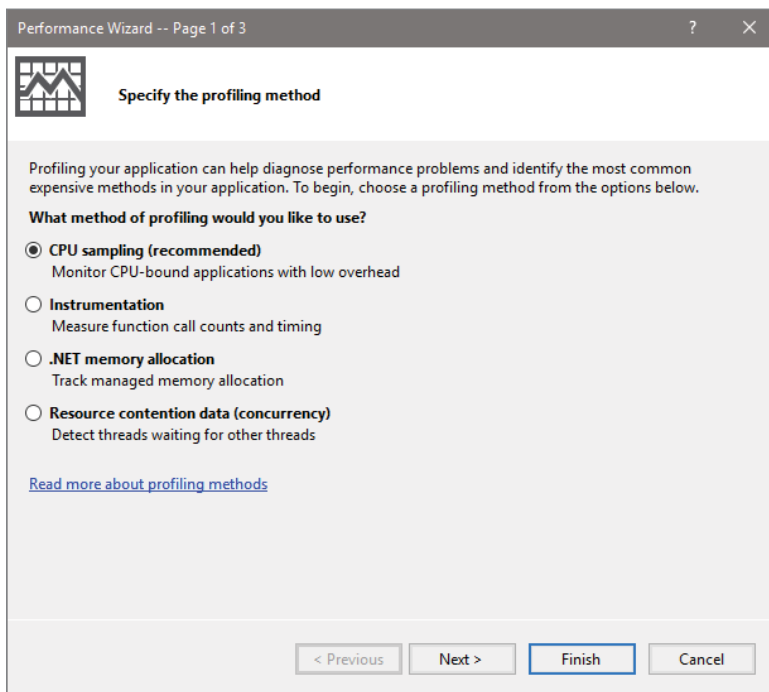 Performance Wizard -- Page 1 of 3
?
Specify the profiling method
Profiling your application can help diagnose performance problems and identify the most common
expensive methods in your application. To begin, choose a profiling method from the options below.
What method of profiling would you like to use?
CPU sampling (recommended)
Monitor CPU-bound applications with low overhead
Instrumentation
Measure function call counts and timing
.NET memory allocation
Track managed memory allocation
Resource contention data (concurrency)
Detect threads waiting for other threads
Read more about profiling methods
< Previous
Next >
Finish
Cancel